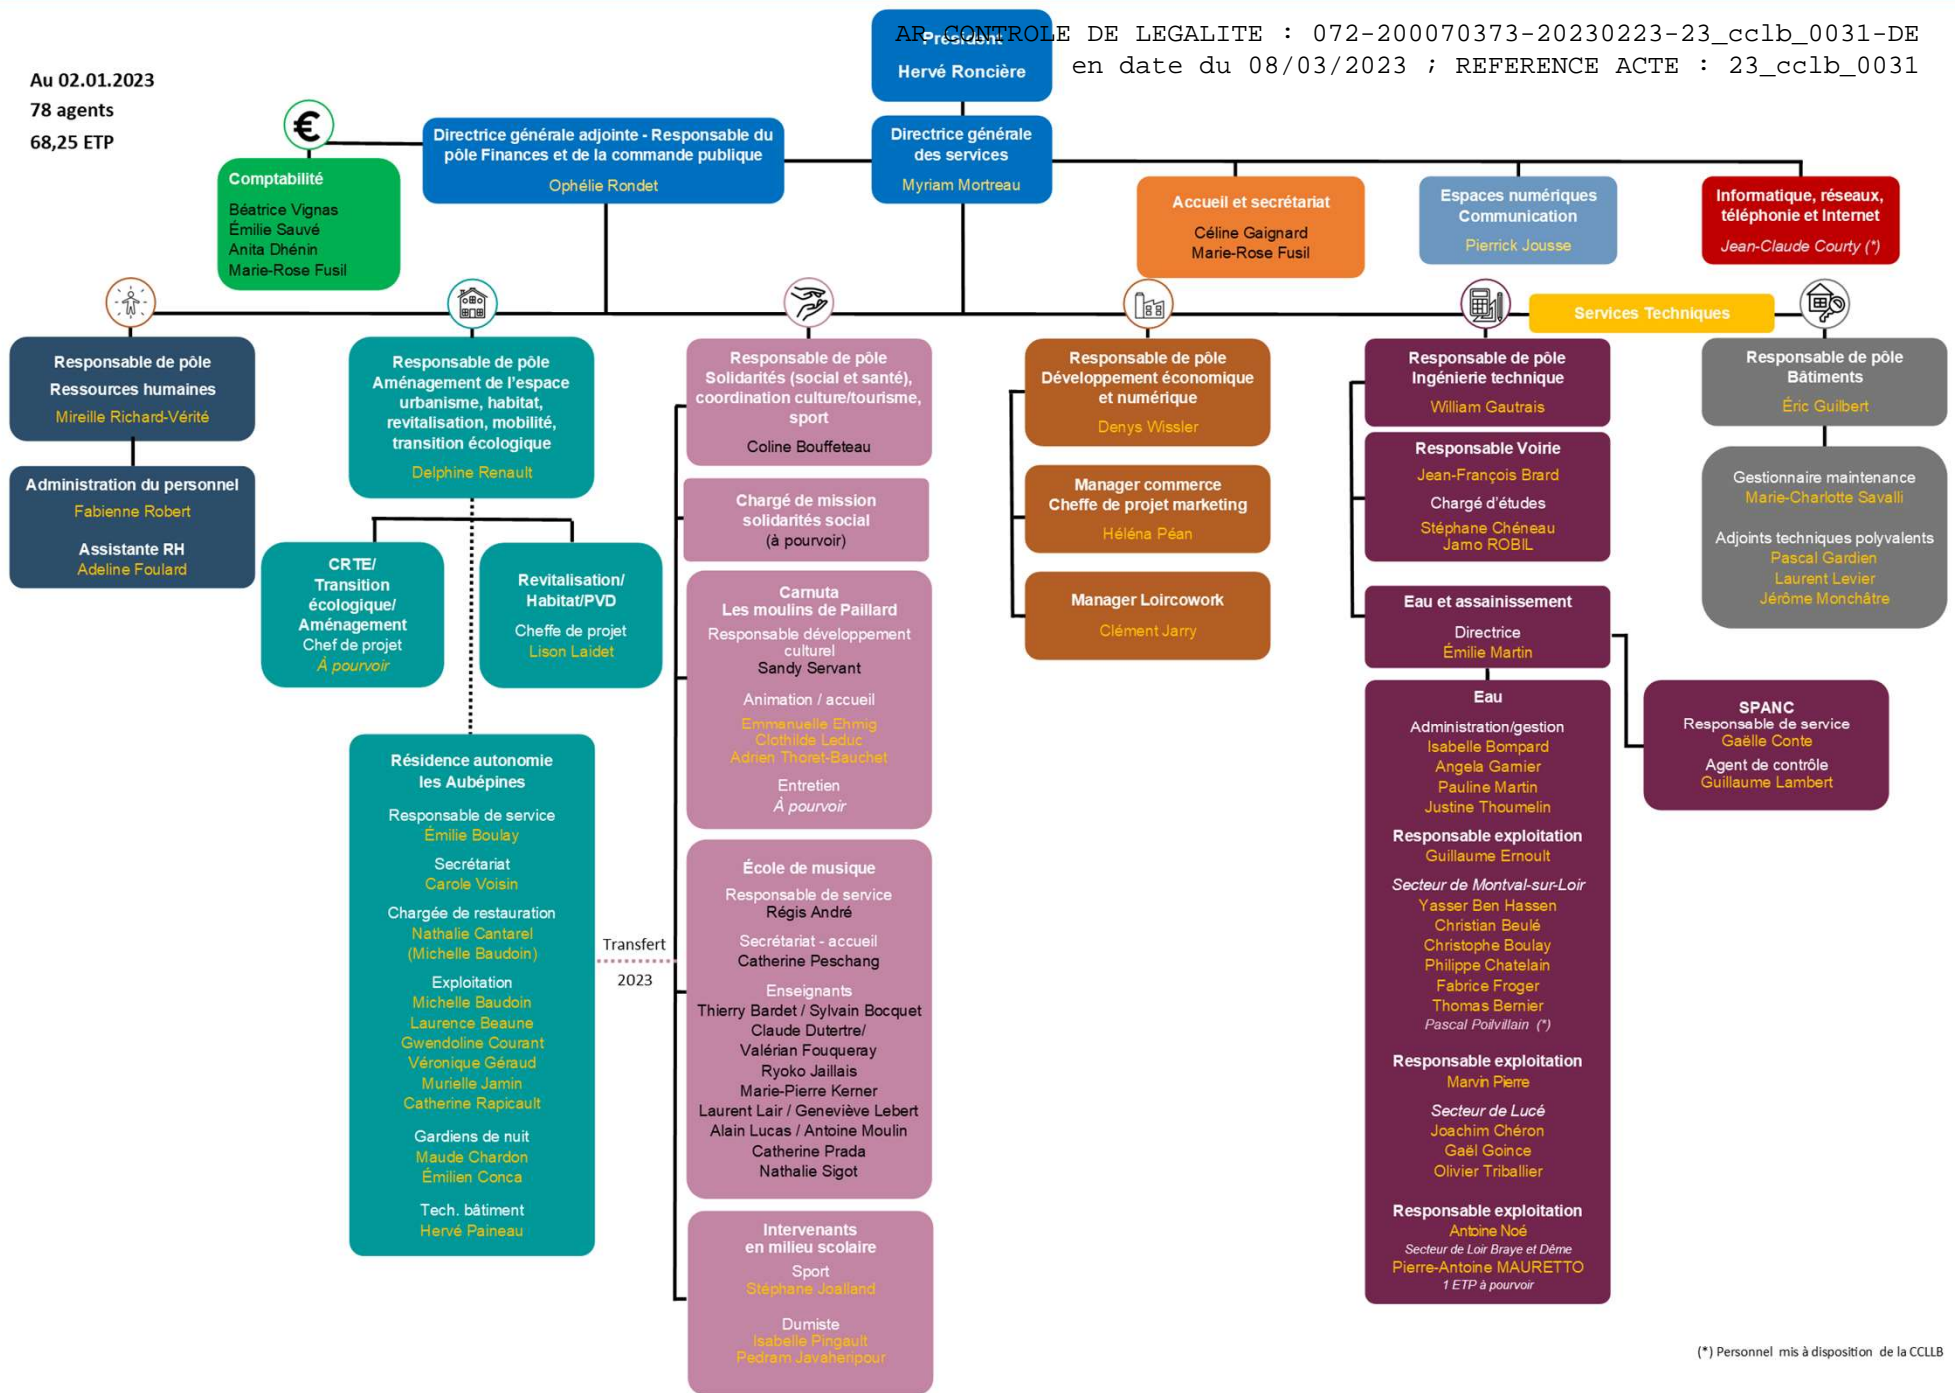 AR CONTROLE DE LEGALITE : 072-200070373-20230223-23_cclb_0031-DE
en date du 08/03/2023 ; REFERENCE ACTE : 23_cclb_0031
Au 02.01.2023
78 agents
68,25 ETP
Président
Hervé Roncière
Directrice générale adjointe - Responsable du
pôle Finances et de la commande publique
Ophélie Rondet
Directrice générale
des services
Myriam Mortreau
€
Comptabilité
Béatrice Vignas
Émilie Sauvé
Anita Dhénin
Marie-Rose Fusil
Accueil et secrétariat
Céline Gaignard
Marie-Rose Fusil
Espaces numériques
Communication
Pierrick Jousse
Informatique, réseaux,
téléphonie et Internet
Jean-Claude Courty (*)
Services Techniques
Responsable de pôle
Ressources humaines
Mireille Richard-Vérité
Administration du personnel
Fabienne Robert
Assistante RH
Adeline Foulard
Responsable de pôle
Aménagement de l'espace
urbanisme, habitat,
revitalisation, mobilité,
transition écologique
Delphine Renault
CRTE/
Transition
écologique/
Aménagement
Chef de projet
À pourvoir
Revitalisation/
Habitat/PVD
Cheffe de projet
Lison Laidet
Résidence autonomie
les Aubépines
Responsable de service
Émilie Boulay
Secrétariat
Carole Voisin
Chargée de restauration
Nathalie Cantarel
(Michelle Baudoin)
Exploitation
Michelle Baudoin
Laurence Beaune
Gwendoline Courant
Véronique Géraud
Murielle Jamin
Catherine Rapicault
Gardiens de nuit
Maude Chardon
Émilien Conca
Tech. bâtiment
Hervé Paineau
Transfert
2023
Responsable de pôle
Solidarités (social et santé),
coordination culture/tourisme,
sport
Coline Bouffeteau
Chargé de mission
solidarités social
(à pourvoir)
Carnuta
Les moulins de Paillard
Responsable développement
culturel
Sandy Servant
Animation / accueil
Emmanuelle Ehmig
Clothilde Leduc
Adrien Thoret-Bauchet
Entretien
À pourvoir
École de musique
Responsable de service
Régis André
Secrétariat - accueil
Catherine Peschang
Enseignants
Thierry Bardet / Sylvain Bocquet
Claude Dutertre/
Valérian Fouqueray
Ryoko Jaillais
Marie-Pierre Kerner
Laurent Lair / Geneviève Lebert
Alain Lucas / Antoine Moulin
Catherine Prada
Nathalie Sigot
Intervenants
en milieu scolaire
Sport
Stéphane Joalland
Dumiste
Isabelle Pingault
Pedram Javaheripour
Responsable de pôle
Développement économique
et numérique
Denys Wissler
Manager commerce
Cheffe de projet marketing
Héléna Péan
Manager Loircowork
Clément Jarry
Responsable de pôle
Ingénierie technique
William Gautrais
Responsable Voirie
Jean-François Brard
Chargé d'études
Stéphane Chéneau
Jarno ROBIL
Eau et assainissement
Directrice
Émilie Martin
Eau
Administration/gestion
Isabelle Bompard
Angela Garnier
Pauline Martin
Justine Thoumelin
Responsable exploitation
Guillaume Ernoult
Secteur de Montval-sur-Loir
Yasser Ben Hassen
Christian Beulé
Christophe Boulay
Philippe Chatelain
Fabrice Froger
Thomas Bernier
Pascal Poilvillain (*)
Responsable exploitation
Marvin Pierre
Secteur de Lucé
Joachim Chéron
Gaël Goince
Olivier Triballier
Responsable exploitation
Antoine Noé
Secteur de Loir Braye et Dême
Pierre-Antoine MAURETTO
1 ETP à pourvoir
SPANC
Responsable de service
Gaëlle Conte
Agent de contrôle
Guillaume Lambert
Responsable de pôle
Bâtiments
Éric Guilbert
Gestionnaire maintenance
Marie-Charlotte Savalli
Adjoints techniques polyvalents
Pascal Gardien
Laurent Levier
Jérôme Monchâtre
(*) Personnel mis à disposition de la CCLLB